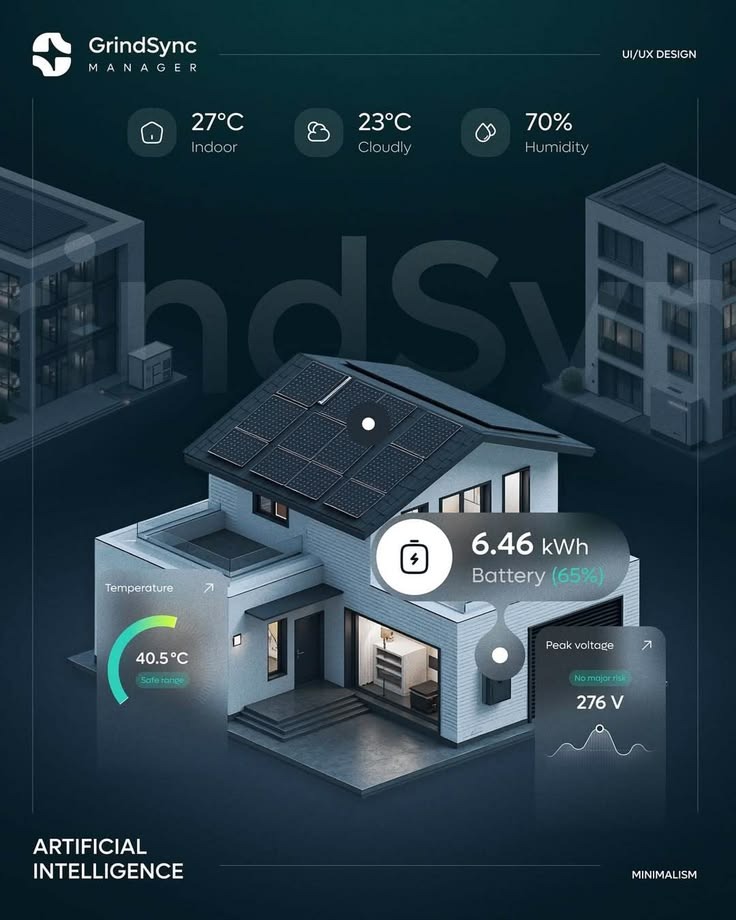 GrindSync
MANAGER
UI/UX DESIGN
27°C
Indoor
23°C
Cloudly
70%
Humidity
indSyn
6.46 kWh
Battery (65%)
Temperature
40.5°C
Safe range
Peak voltage
No major risk
276 V
ARTIFICIAL
INTELLIGENCE
MINIMALISM